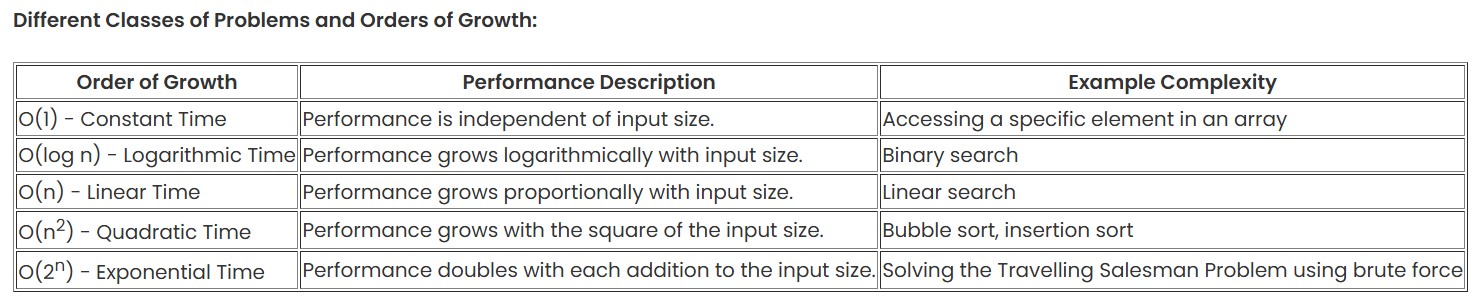 Different Classes of Problems and Orders of Growth:
Order of Growth Performance Description Example Complexity
O(1) - Constant Time Performance is independent of input size. Accessing a specific element in an array
O(log n) - Logarithmic Time Performance grows logarithmically with input size. Binary search
O(n) - Linear Time Performance grows proportionally with input size. Linear search
O(n²) - Quadratic Time Performance grows with the square of the input size. Bubble sort, insertion sort
O(2ⁿ) - Exponential Time Performance doubles with each addition to the input size. Solving the Travelling Salesman Problem using brute force